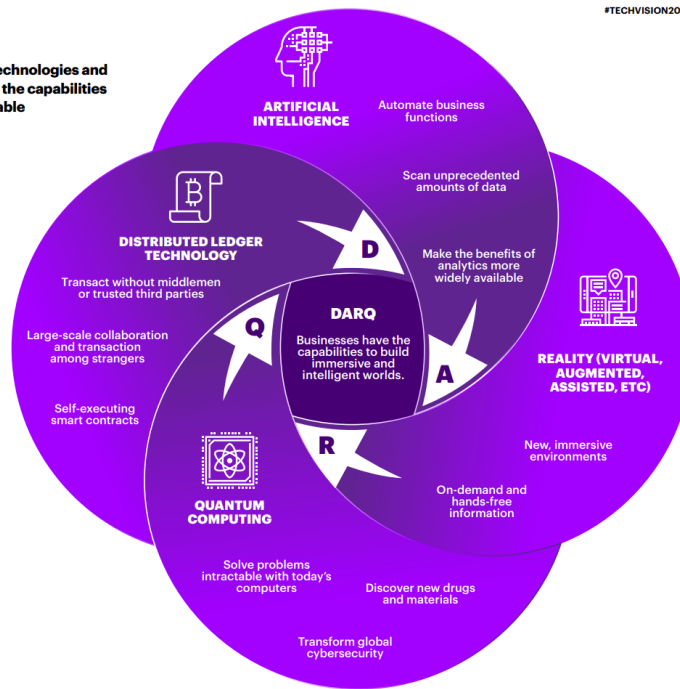 #TECHVISION20
echnologies and
the capabilities
able
ARTIFICIAL
INTELLIGENCE
Automate business
functions
Scan unprecedented
amounts of data
Make the benefits of
analytics more
widely available
DISTRIBUTED LEDGER
TECHNOLOGY
Transact without middlemen
or trusted third parties
Large-scale collaboration
and transaction
among strangers
Self-executing
smart contracts
D
A
R
Q
DARQ
Businesses have the
capabilities to build
immersive and
intelligent worlds.
REALITY (VIRTUAL,
AUGMENTED,
ASSISTED, ETC)
New, immersive
environments
On-demand and
hands-free
information
QUANTUM
COMPUTING
Solve problems
intractable with today's
computers
Discover new drugs
and materials
Transform global
cybersecurity